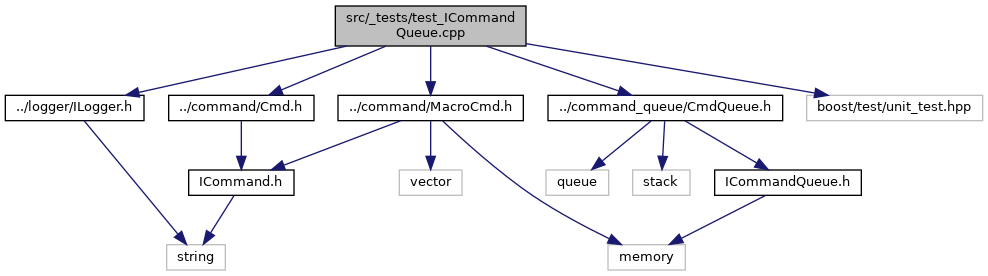 src/_tests/test_ICommand
Queue.cpp
../logger/ILogger.h
../command/Cmd.h
../command/MacroCmd.h
../command_queue/CmdQueue.h
boost/test/unit_test.hpp
ICommand.h
vector
queue
stack
ICommandQueue.h
string
memory